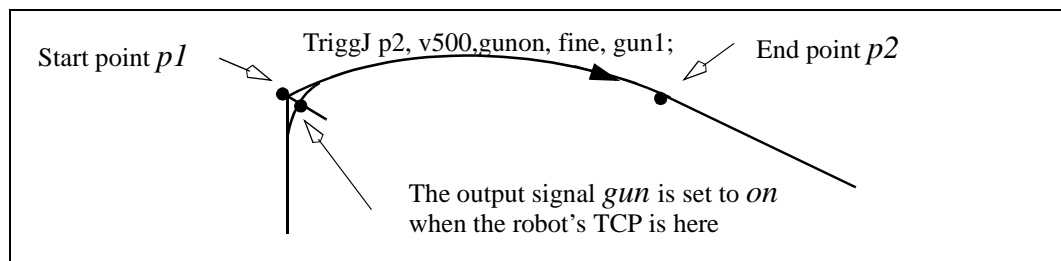 TriggJ p2, v500,gunon, fine, gun1;
Start point p1
End point p2
The output signal gun is set to on
when the robot's TCP is here